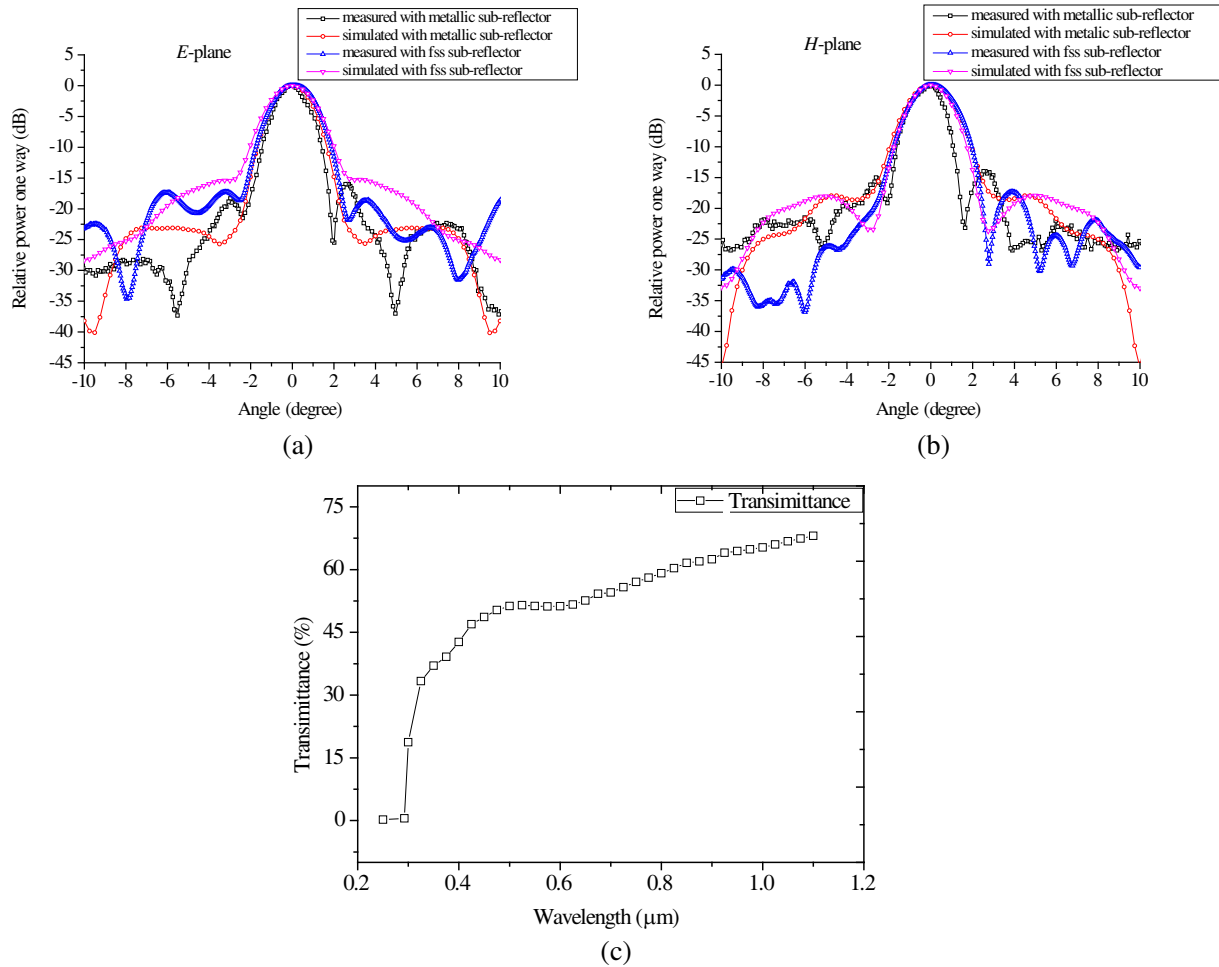 measured with metallic sub-reflector
simulated with metallic sub-reflector
measured with fss sub-reflector
simulated with fss sub-reflector
E-plane
5
0
-5
-10
-15
-20
-25
-30
-35
-40
-45
Relative power one way (dB)
-10 -8 -6 -4 -2 0 2 4 6 8 10
Angle (degree)
(a)
measured with metallic sub-reflector
simulated with metalic sub-reflector
measured with fss sub-reflector
simulated with fss sub-reflector
H-plane
5
0
-5
-10
-15
-20
-25
-30
-35
-40
-45
Relative power one way (dB)
-10 -8 -6 -4 -2 0 2 4 6 8 10
Angle (degree)
(b)
Transimittance
75
60
45
30
15
0
Transimittance (%)
0.2 0.4 0.6 0.8 1.0 1.2
Wavelength (μm)
(c)